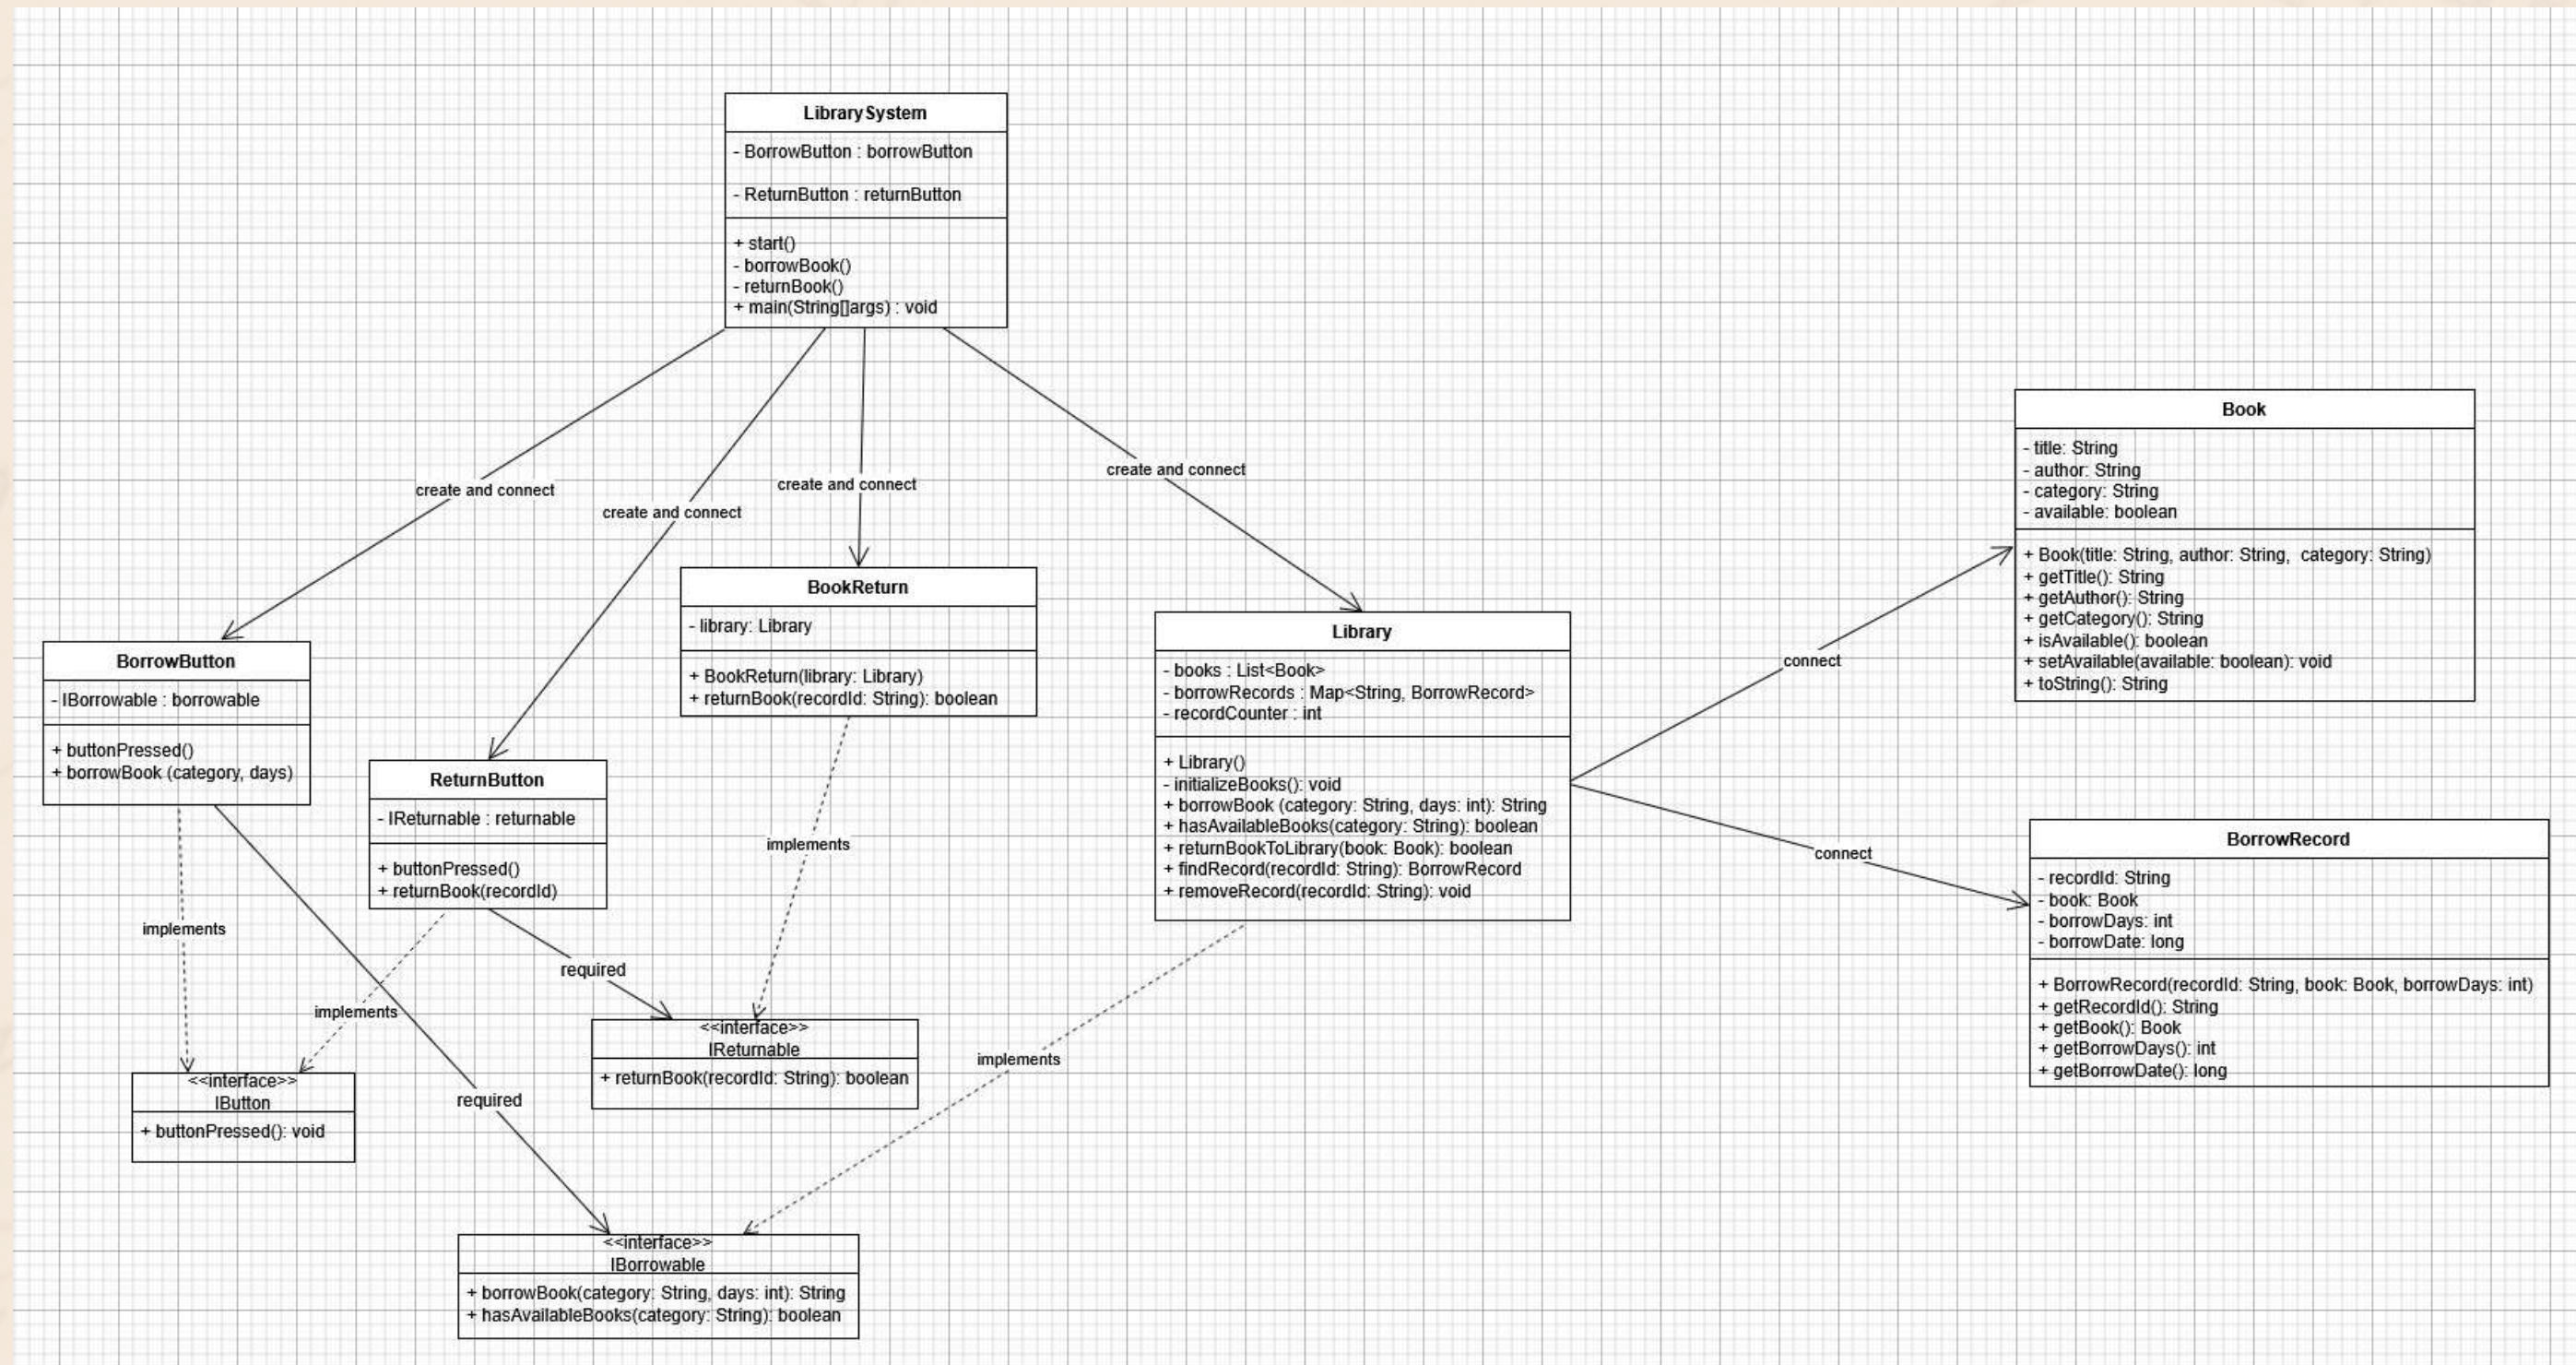 LibrarySystem
- BorrowButton : borrowButton
- ReturnButton : returnButton
+ start()
- borrowBook()
- returnBook()
+ main(String[]args) : void
create and connect
create and connect
create and connect
create and connect
BorrowButton
- IBorrowable : borrowable
+ buttonPressed()
+ borrowBook (category, days)
ReturnButton
- IReturnable : returnable
+ buttonPressed()
+ returnBook(recordId)
BookReturn
- library: Library
+ BookReturn(library: Library)
+ returnBook(recordId: String): boolean
Library
- books : List<Book>
- borrowRecords : Map<String, BorrowRecord>
- recordCounter : int
+ Library()
- initializeBooks(): void
+ borrowBook (category: String, days: int): String
+ hasAvailableBooks(category: String): boolean
+ returnBookToLibrary(book: Book): boolean
+ findRecord(recordId: String): BorrowRecord
+ removeRecord(recordId: String): void
connect
connect
Book
- title: String
- author: String
- category: String
- available: boolean
+ Book(title: String, author: String, category: String)
+ getTitle(): String
+ getAuthor(): String
+ getCategory(): String
+ isAvailable(): boolean
+ setAvailable(available: boolean): void
+ toString(): String
BorrowRecord
- recordId: String
- book: Book
- borrowDays: int
- borrowDate: long
+ BorrowRecord(recordId: String, book: Book, borrowDays: int)
+ getRecordId(): String
+ getBook(): Book
+ getBorrowDays(): int
+ getBorrowDate(): long
implements
implements
required
required
implements
implements
<<interface>>
IButton
+ buttonPressed(): void
<<interface>>
IReturnable
+ returnBook(recordId: String): boolean
<<interface>>
IBorrowable
+ borrowBook(category: String, days: int): String
+ hasAvailableBooks(category: String): boolean